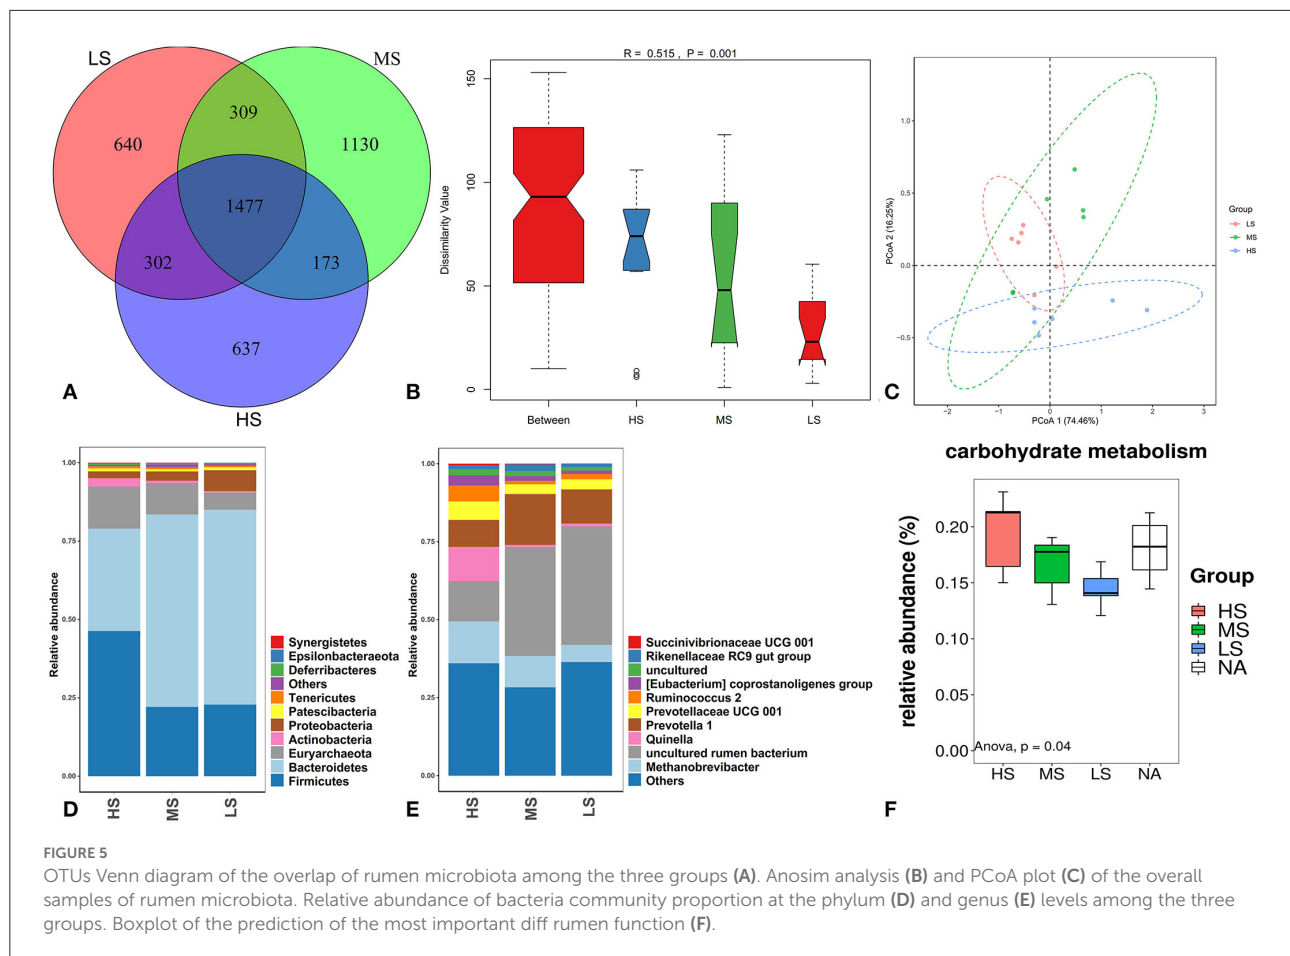 LS
MS
309
640
1130
1477
302
173
637
HS
A
R = 0.515 , P = 0.001
Dissimilarity Value
150
100
50
0
Between
HS
MS
LS
B
PCoA 2 (16.25%)
1.0
0.5
0.0
-0.5
-2
-1
0
1
2
3
PCoA 1 (74.46%)
Group
LS
MS
HS
C
Relative abundance
1.00
0.75
0.50
0.25
0.00
HS
MS
LS
Synergistetes
Epsilonbacteraeota
Deferribacteres
Others
Tenericutes
Patescibacteria
Proteobacteria
Actinobacteria
Euryarchaeota
Bacteroidetes
Firmicutes
D
Relative abundance
1.00
0.75
0.50
0.25
0.00
HS
MS
LS
Succinivibrionaceae UCG 001
Rikenellaceae RC9 gut group
uncultured
[Eubacterium] coprostanoligenes group
Ruminococcus 2
Prevotellaceae UCG 001
Prevotella 1
Quinella
uncultured rumen bacterium
Methanobrevibacter
Others
E
carbohydrate metabolism
relative abundance (%)
0.20
0.15
0.10
0.05
0.00
Anova, p = 0.04
HS
MS
LS
NA
Group
HS
MS
LS
NA
F
FIGURE 5
OTUs Venn diagram of the overlap of rumen microbiota among the three groups (A). Anosim analysis (B) and PCoA plot (C) of the overall
samples of rumen microbiota. Relative abundance of bacteria community proportion at the phylum (D) and genus (E) levels among the three
groups. Boxplot of the prediction of the most important diff rumen function (F).